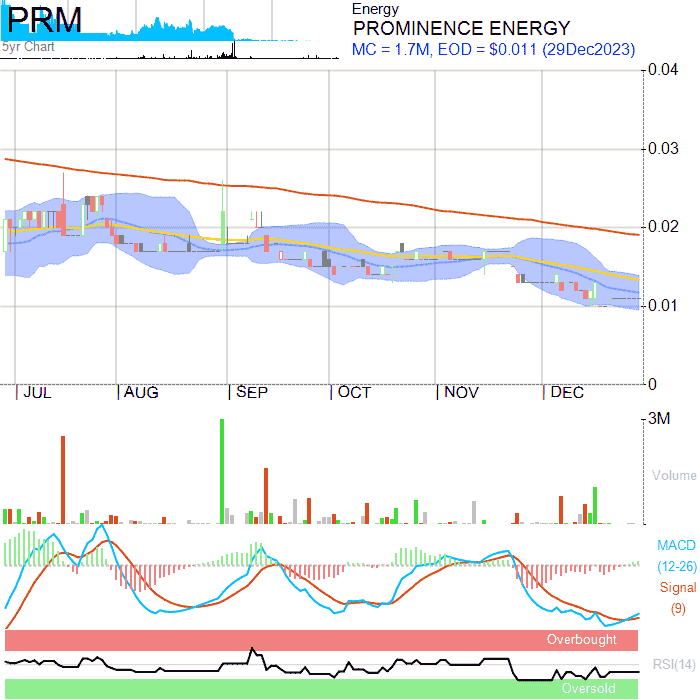 PRM
5yr Chart
Energy
PROMINENCE ENERGY
MC = 1.7M, EOD = $0.011 (29Dec2023)
0.04
0.03
0.02
0.01
0
JUL AUG SEP OCT NOV DEC
3M
Volume
MACD
(12-26)
Signal
(9)
Overbought
RSI(14)
Oversold